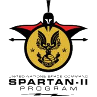 UNITED NATIONS SPACE COMMAND
SPARTAN-II
PROGRAM